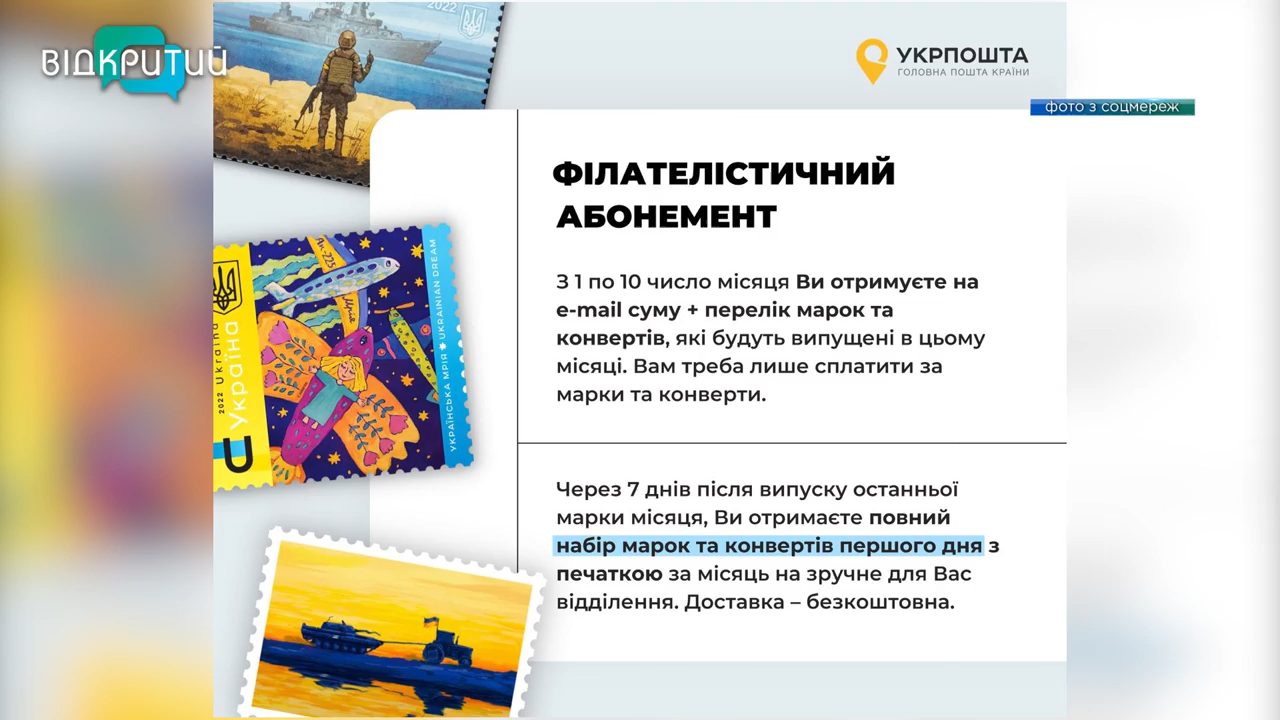 ВІДКРИТИЙ
2022
УКРПОШТА
ГОЛОВНА ПОШТА КРАЇНИ
фото з соцмереж
ФІЛАТЕЛІСТИЧНИЙ
АБОНЕМЕНТ
З 1 по 10 число місяця Ви отримуєте на
e-mail суму + перелік марок та
конвертів, які будуть випущені в цьому
місяці. Вам треба лише сплатити за
марки та конверти.
2022 Ukraina
Україна
U
УКРАЇНСЬКА МРІЯ ★ UKRAINIAN DREAM
Мрія
Через 7 днів після випуску останньої
марки місяця, Ви отримаєте повний
набір марок та конвертів першого дня з
печаткою за місяць на зручне для Вас
відділення. Доставка – безкоштовна.